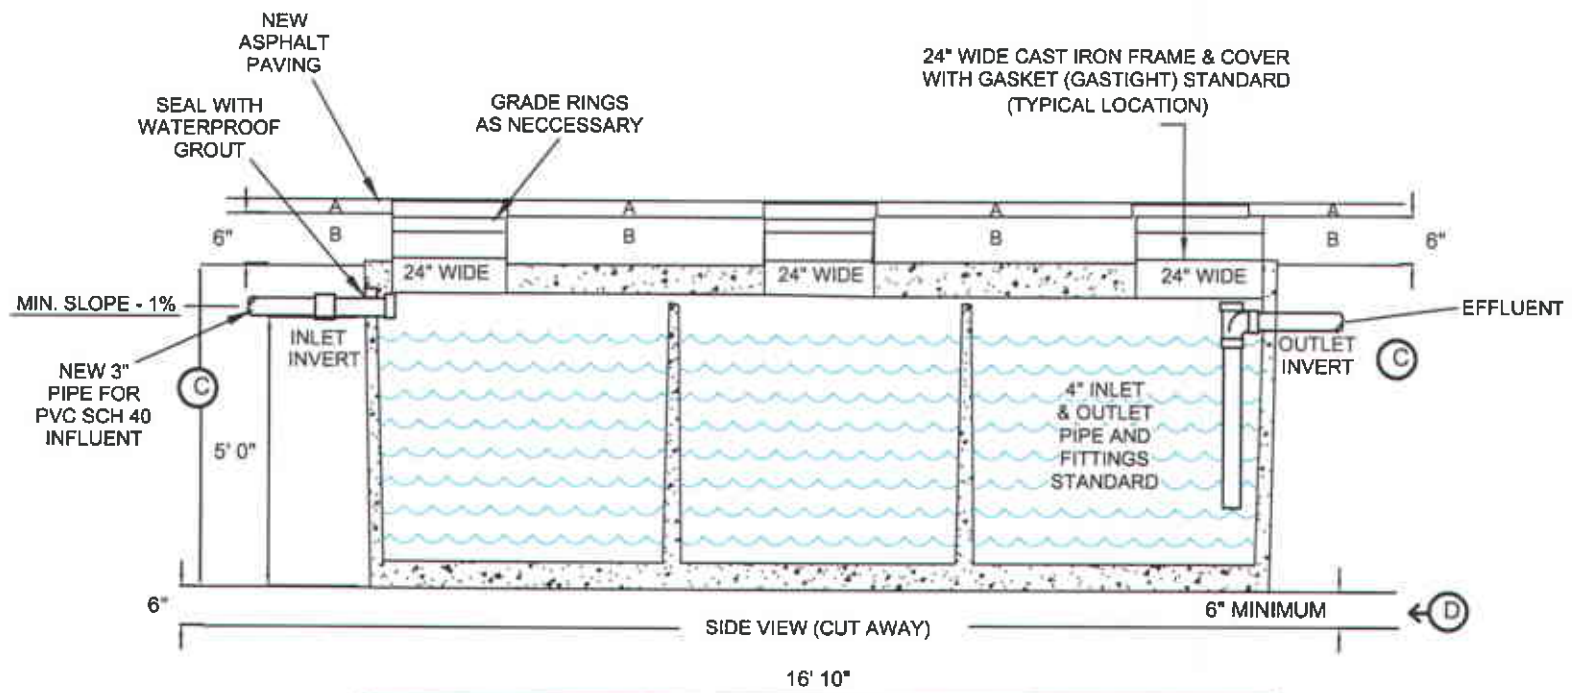 NEW
ASPHALT
PAVING
SEAL WITH
WATERPROOF
GROUT
GRADE RINGS
AS NECCESSARY
24" WIDE CAST IRON FRAME & COVER
WITH GASKET (GASTIGHT) STANDARD
(TYPICAL LOCATION)
A
A
A
A
6"
B
B
B
B
6"
24" WIDE
24" WIDE
24" WIDE
MIN. SLOPE - 1%
EFFLUENT
INLET
INVERT
OUTLET
INVERT
C
C
NEW 3"
PIPE FOR
PVC SCH 40
INFLUENT
5' 0"
4" INLET
& OUTLET
PIPE AND
FITTINGS
STANDARD
6"
6" MINIMUM
D
SIDE VIEW (CUT AWAY)
16' 10"